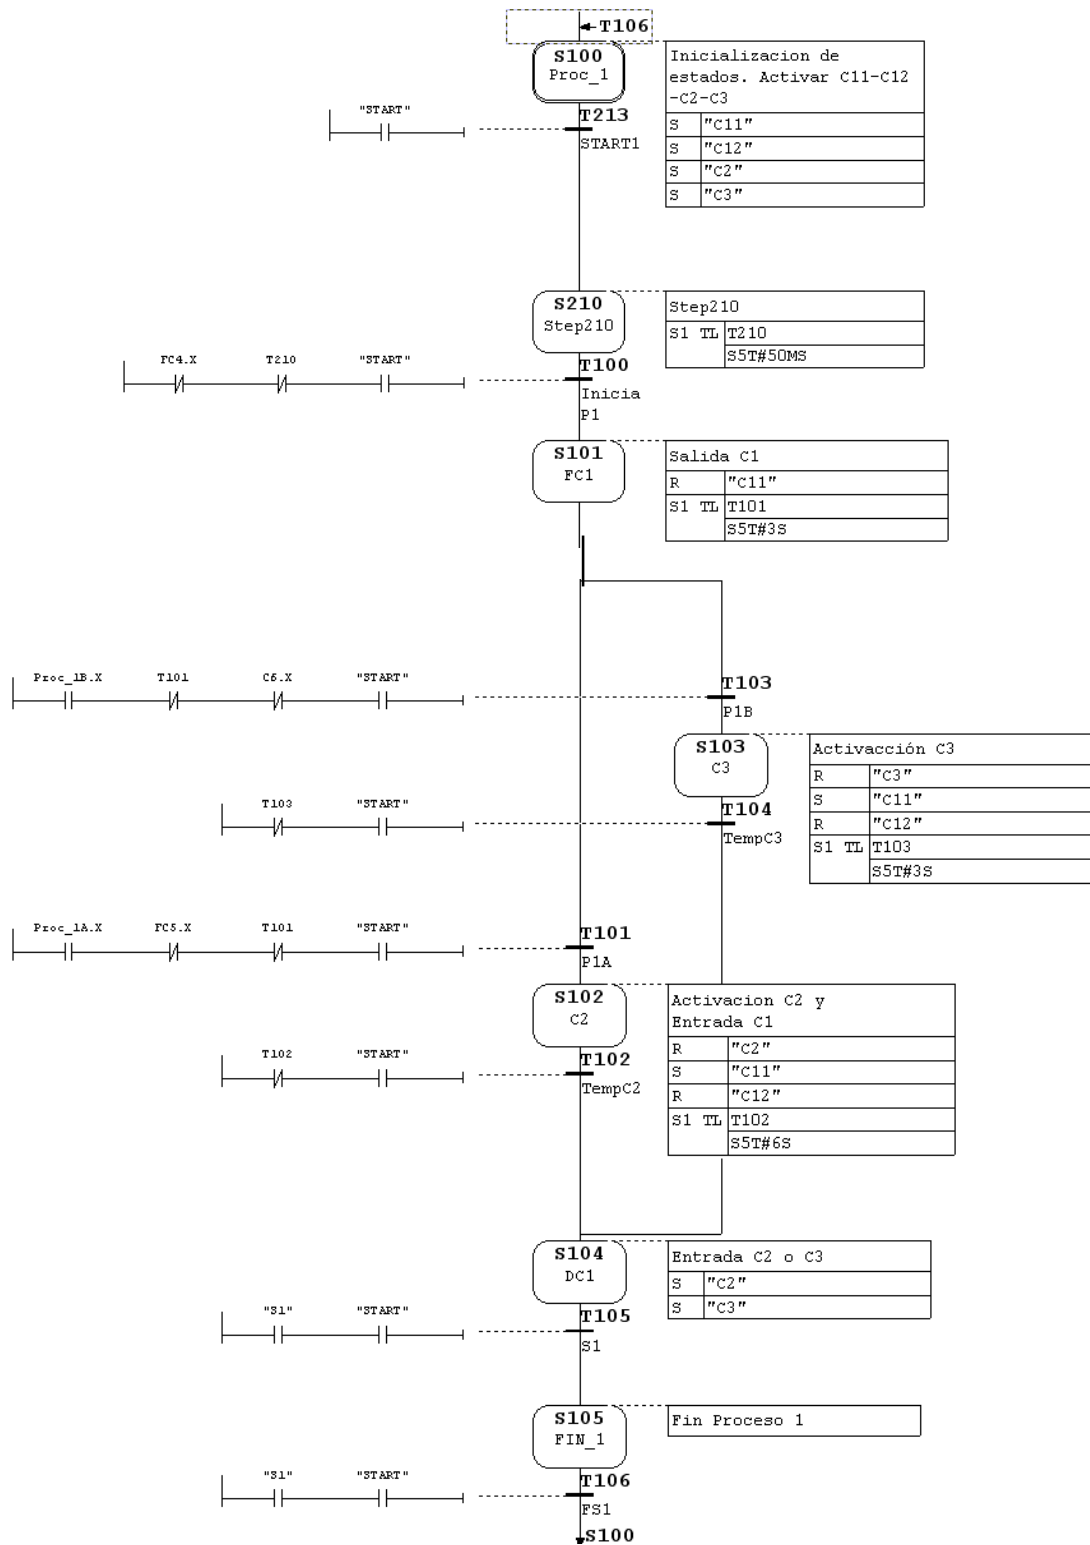 T106
S100
Proc_1
Inicializacion de
estados. Activar C11-C12
-C2-C3
S "C11"
S "C12"
S "C2"
S "C3"
"START"
T213
START1
S210
Step210
Step210
S1 TL T210
S5T#50MS
FC4.X T210 "START"
T100
Inicia
P1
S101
FC1
Salida C1
R "C11"
S1 TL T101
S5T#3S
Proc_1B.X T101 C6.X "START"
T103
P1B
S103
C3
Activacción C3
R "C3"
S "C11"
R "C12"
S1 TL T103
S5T#3S
T103 "START"
T104
TempC3
Proc_1A.X FC5.X T101 "START"
T101
P1A
S102
C2
Activacion C2 y
Entrada C1
R "C2"
S "C11"
R "C12"
S1 TL T102
S5T#6S
T102 "START"
T102
TempC2
S104
DC1
Entrada C2 o C3
S "C2"
S "C3"
"S1" "START"
T105
S1
S105
FIN_1
Fin Proceso 1
"S1" "START"
T106
FS1
S100